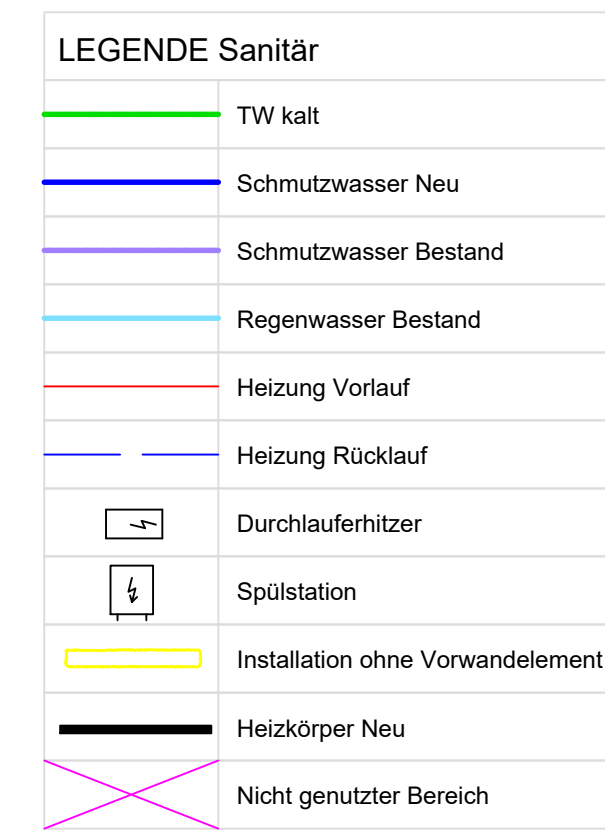 LEGENDE Sanitär
TW kalt
Schmutzwasser Neu
Schmutzwasser Bestand
Regenwasser Bestand
Heizung Vorlauf
Heizung Rücklauf
Durchlauferhitzer
Spülstation
Installation ohne Vorwandelement
Heizkörper Neu
Nicht genutzter Bereich